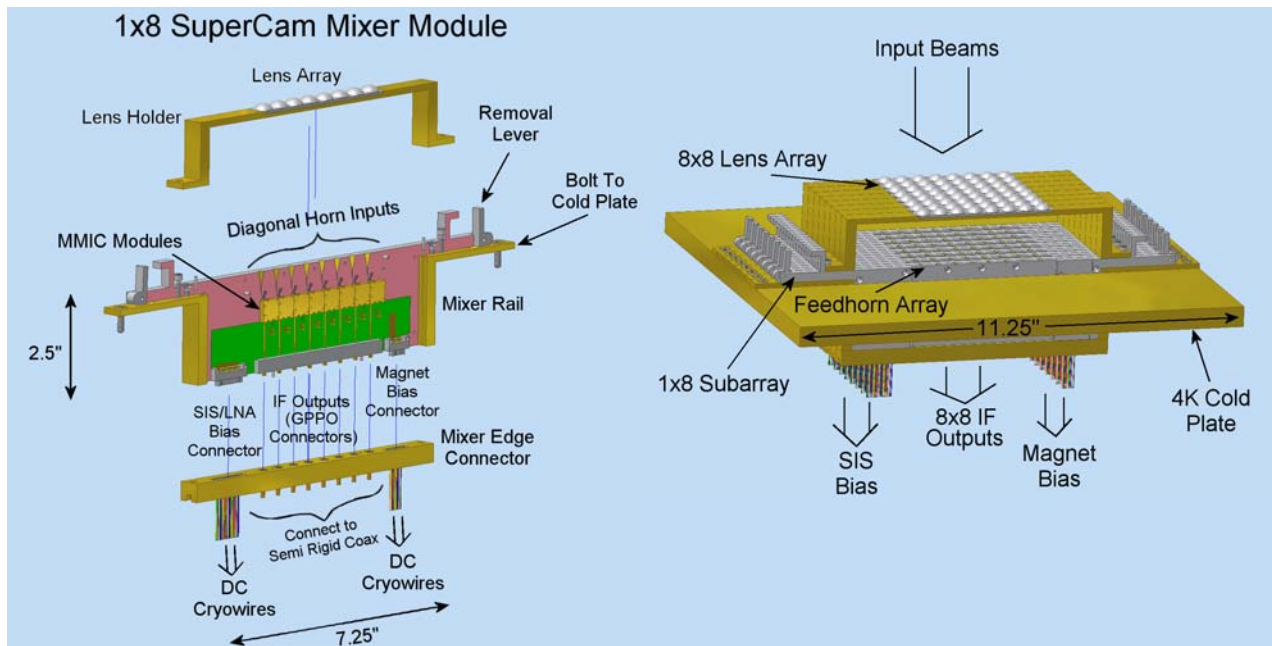 1x8 SuperCam Mixer Module
Lens Array
Lens Holder
Removal
Lever
Bolt To
Cold Plate
Diagonal Horn Inputs
MMIC Modules
Mixer Rail
2.5"
SIS/LNA
Bias
Connector
IF Outputs
(GPPO
Connectors)
Magnet
Bias
Connector
Mixer Edge
Connector
Connect to
Semi Rigid Coax
DC
Cryowires
DC
Cryowires
7.25"
Input Beams
8x8 Lens Array
Feedhorn Array
11.25"
1x8 Subarray
4K Cold
Plate
SIS
Bias
8x8 IF
Outputs
Magnet
Bias